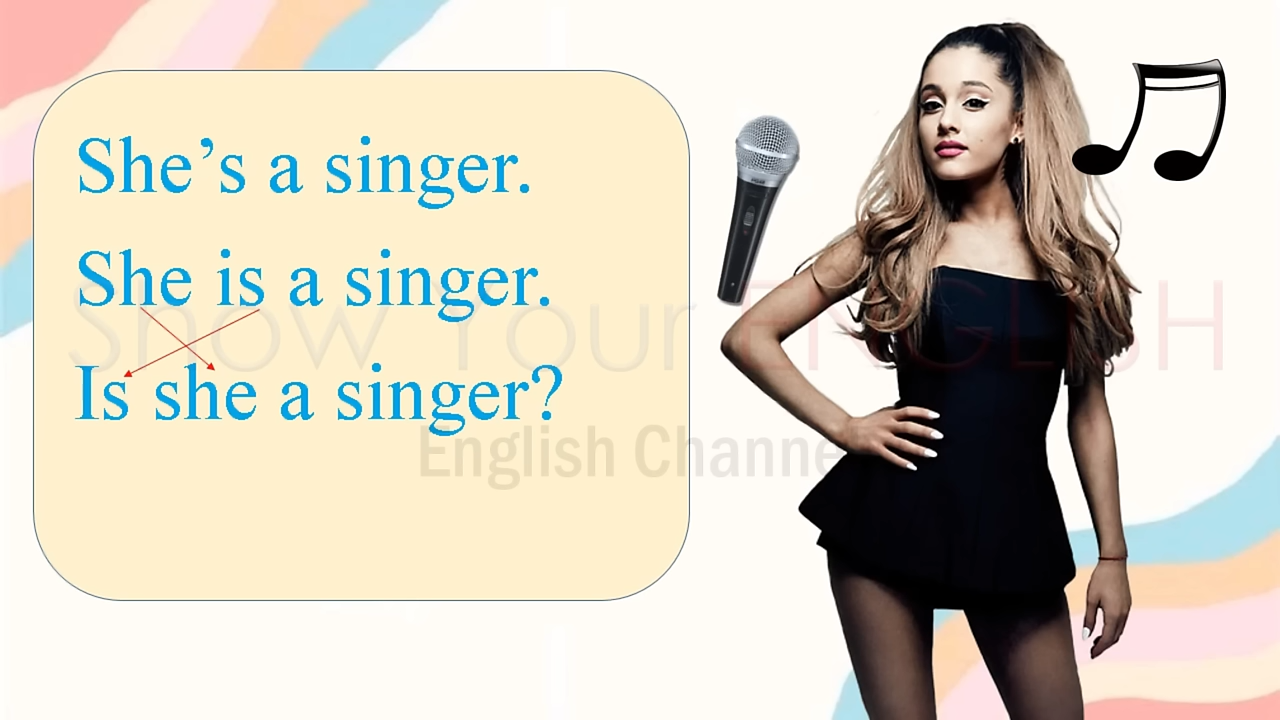 She’s a singer.
She is a singer.
Show Your ENGLISH
Is she a singer?
English Channel